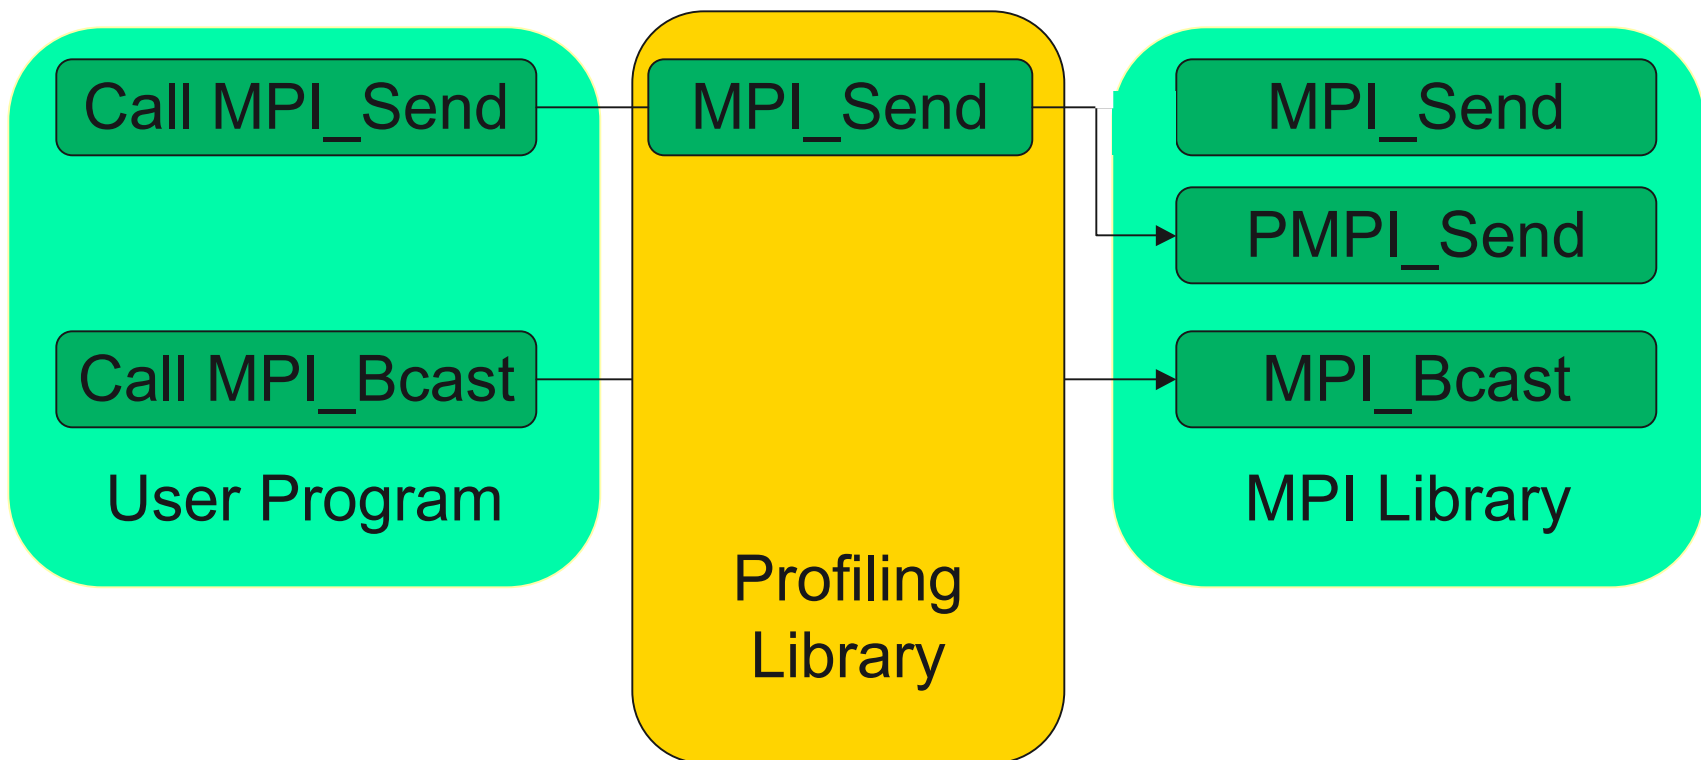 Call MPI_Send
MPI_Send
MPI_Send
PMPI_Send
Call MPI_Bcast
MPI_Bcast
User Program
MPI Library
Profiling
Library